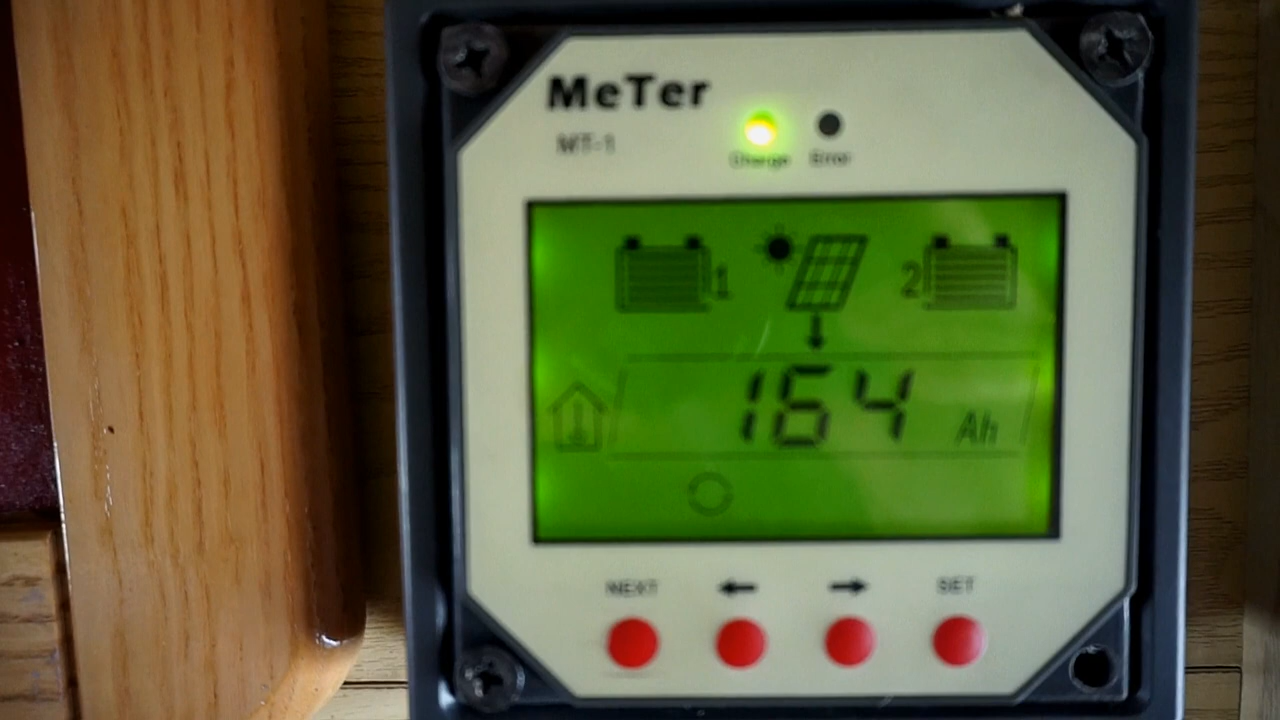 MeTer
MT-1
Charge Error
1 2
164 Ah
NEXT ← → SET